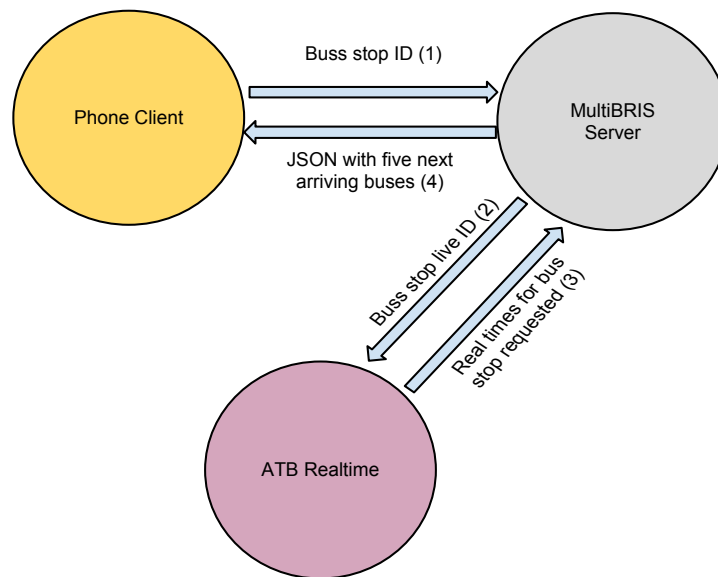 Buss stop ID (1)
Phone Client
MultiBRIS
Server
JSON with five next
arriving buses (4)
Buss stop live ID (2)
Real times for bus
stop requested (3)
ATB Realtime